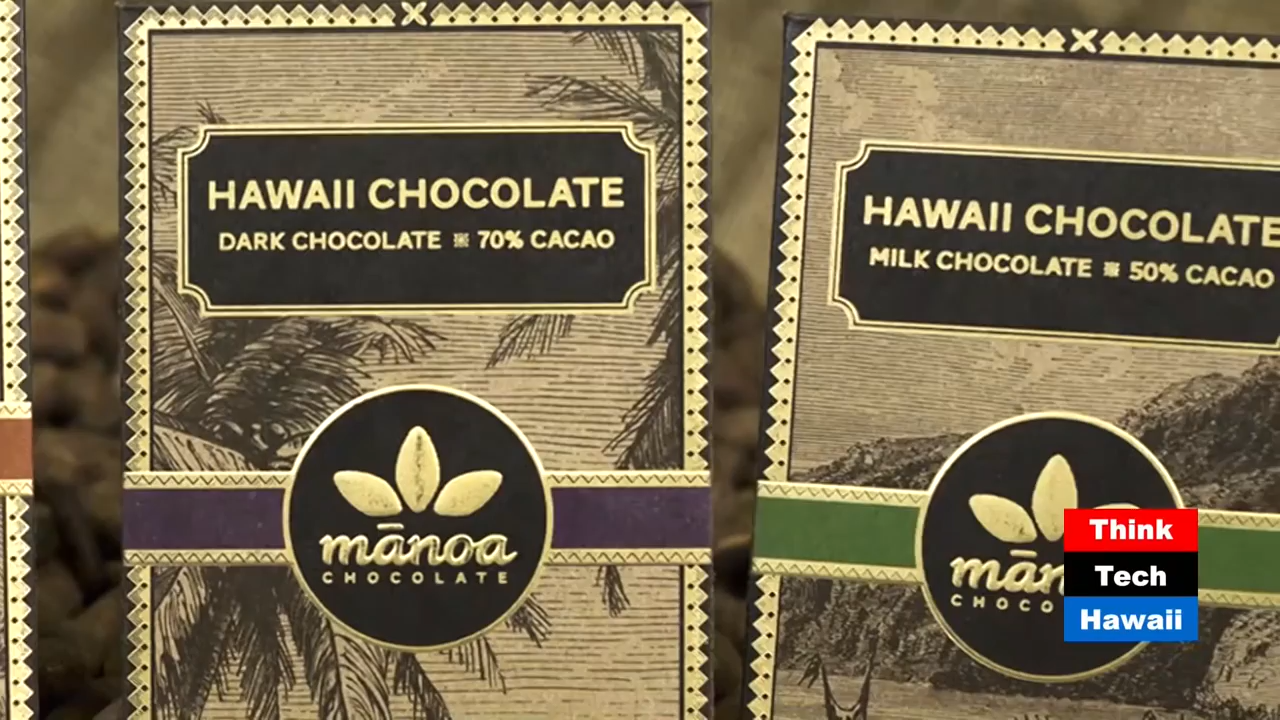 HAWAII CHOCOLATE
DARK CHOCOLATE ※ 70% CACAO
mānoa
CHOCOLATE
HAWAII CHOCOLATE
MILK CHOCOLATE ※ 50% CACAO
Think
Tech
Hawaii